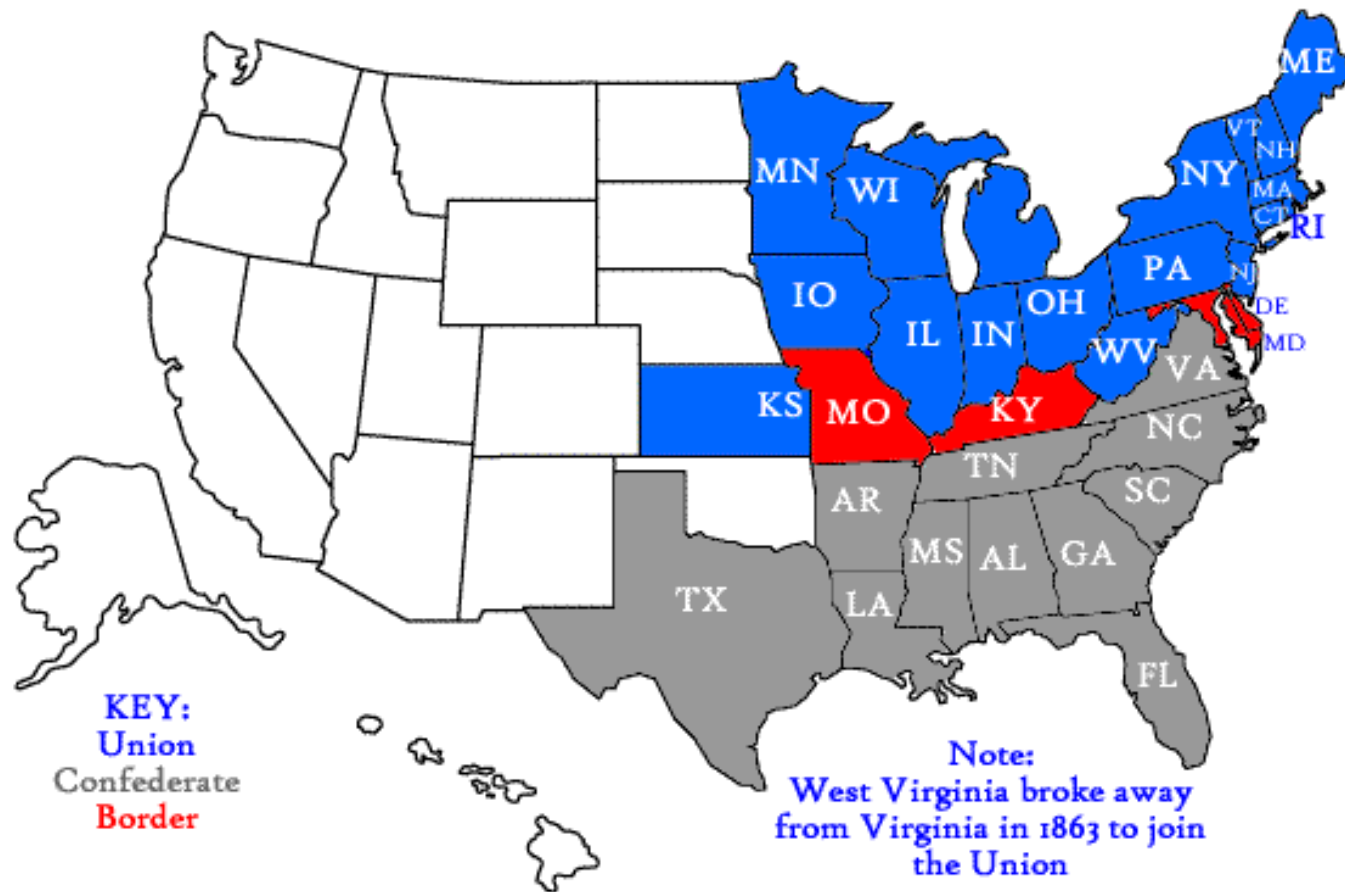 ME
VT
NH
MN
WI
NY
MA
CT
RI
PA
NJ
IO
OH
DE
IL
IN
WV
MD
VA
KS
MO
KY
NC
TN
SC
AR
MS
AL
GA
TX
LA
FL
KEY:
Union
Confederate
Border
Note:
West Virginia broke away
from Virginia in 1863 to join
the Union